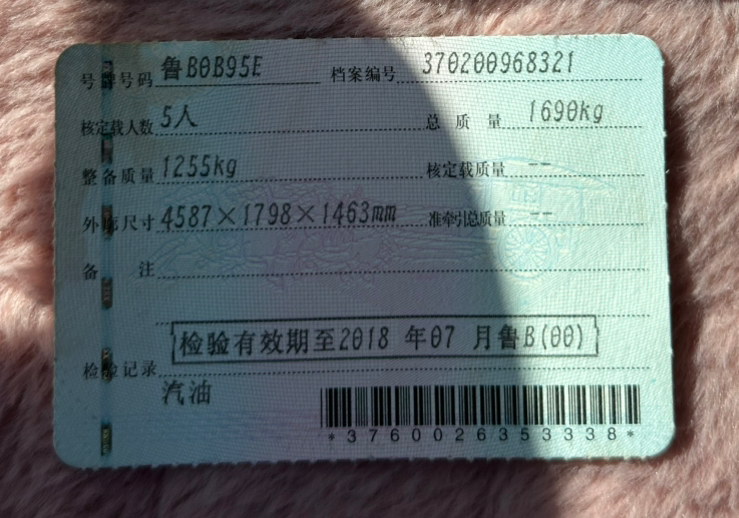 号牌号码 鲁B0B95E 档案编号 370200968321
核定载人数 5人 总质量 1690kg
整备质量 1255kg 核定载质量 --
外廓尺寸 4587×1798×1463mm 准牵引总质量 --
备注
检验有效期至2018 年07 月鲁B(00)
检验记录
汽油
*3760026353338*